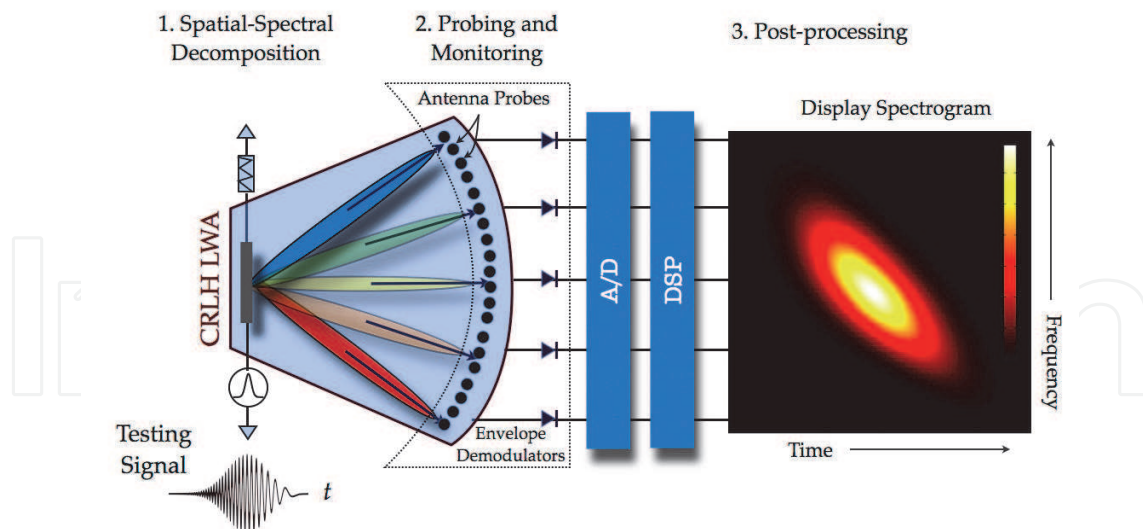 1. Spatial-Spectral
Decomposition
2. Probing and
Monitoring
3. Post-processing
Antenna Probes
Display Spectrogram
CRLH LWA
A/D
DSP
Frequency
Envelope
Demodulators
Time
Testing
Signal
t